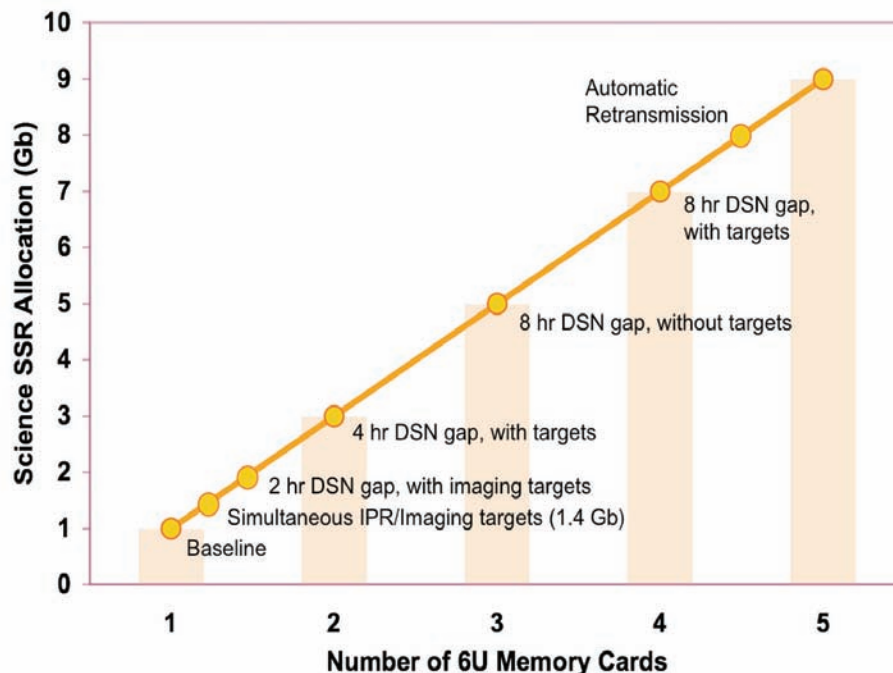 10
9
8
7
6
5
4
3
2
1
0
Science SSR Allocation (Gb)
Automatic
Retransmission
8 hr DSN gap,
with targets
8 hr DSN gap, without targets
4 hr DSN gap, with targets
2 hr DSN gap, with imaging targets
Simultaneous IPR/Imaging targets (1.4 Gb)
Baseline
1 2 3 4 5
Number of 6U Memory Cards